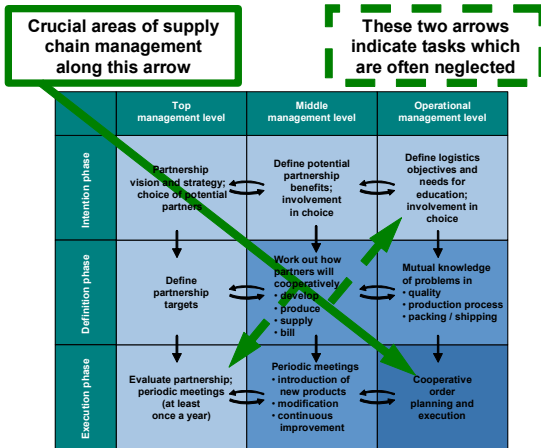 Crucial areas of supply
chain management
along this arrow
These two arrows
indicate tasks which
are often neglected
Top
management level
Middle
management level
Operational
management level
Intention phase
Partnership
vision and strategy;
choice of potential
partners
Define potential
partnership
benefits;
involvement
in choice
Define logistics
objectives and
needs for
education;
involvement in
choice
Definition phase
Define
partnership
targets
Work out how
partners will
cooperatively
• develop
• produce
• supply
• bill
Mutual knowledge
of problems in
• quality
• production process
• packing / shipping
Execution phase
Evaluate partnership;
periodic meetings
(at least
once a year)
Periodic meetings
• introduction of
new products
• modification
• continuous
improvement
Cooperative
order
planning and
execution